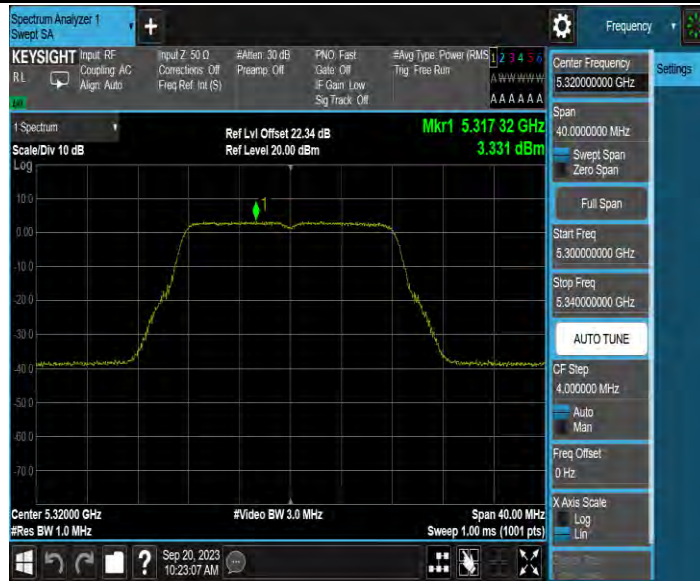 Spectrum Analyzer 1
Swept SA
+
Frequency
KEYSIGHT
RL
Input: RF
Coupling: AC
Align: Auto
Input Z: 50 Ω
Corrections: Off
Freq Ref: Int (S)
#Atten: 30 dB
Preamp: Off
PNO: Fast
Gate: Off
IF Gain: Low
Sig Track: Off
#Avg Type: Power (RMS
Trig: Free Run
1 2 3 4 5 6
A W W W W W
A A A A A A
1 Spectrum
Scale/Div 10 dB
Log
Ref Lvl Offset 22.34 dB
Ref Level 20.00 dBm
Mkr1 5.317 32 GHz
3.331 dBm
1
10.0
0.00
-10.0
-20.0
-30.0
-40.0
-50.0
-60.0
-70.0
Center 5.32000 GHz
#Res BW 1.0 MHz
#Video BW 3.0 MHz
Span 40.00 MHz
Sweep 1.00 ms (1001 pts)
?
Sep 20, 2023
10:23:07 AM
Center Frequency
5.320000000 GHz
Settings
Span
40.0000000 MHz
Swept Span
Zero Span
Full Span
Start Freq
5.300000000 GHz
Stop Freq
5.340000000 GHz
AUTO TUNE
CF Step
4.000000 MHz
Auto
Man
Freq Offset
0 Hz
X Axis Scale
Log
Lin